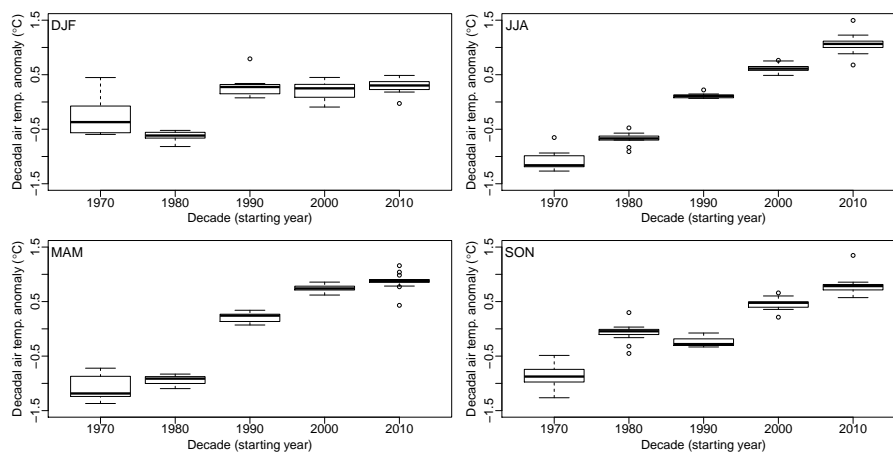 DJF
Decadal air temp. anomaly (°C)
1.5
0.5
−0.5
−1.5
1970 1980 1990 2000 2010
Decade (starting year)
JJA
Decadal air temp. anomaly (°C)
1.5
0.5
−0.5
−1.5
1970 1980 1990 2000 2010
Decade (starting year)
MAM
Decadal air temp. anomaly (°C)
1.5
0.5
−0.5
−1.5
1970 1980 1990 2000 2010
Decade (starting year)
SON
Decadal air temp. anomaly (°C)
1.5
0.5
−0.5
−1.5
1970 1980 1990 2000 2010
Decade (starting year)